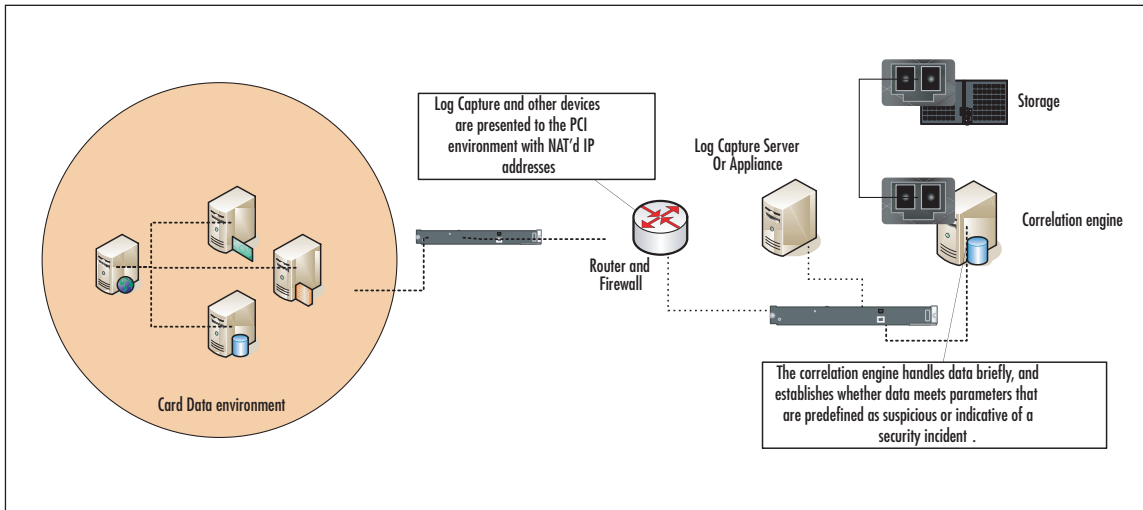 Log Capture and other devices
are presented to the PCI
environment with NAT'd IP
addresses
Storage
Log Capture Server
Or Appliance
Correlation engine
Router and
Firewall
Card Data environment
The correlation engine handles data briefly, and
establishes whether data meets parameters that
are predefined as suspicious or indicative of a
security incident .